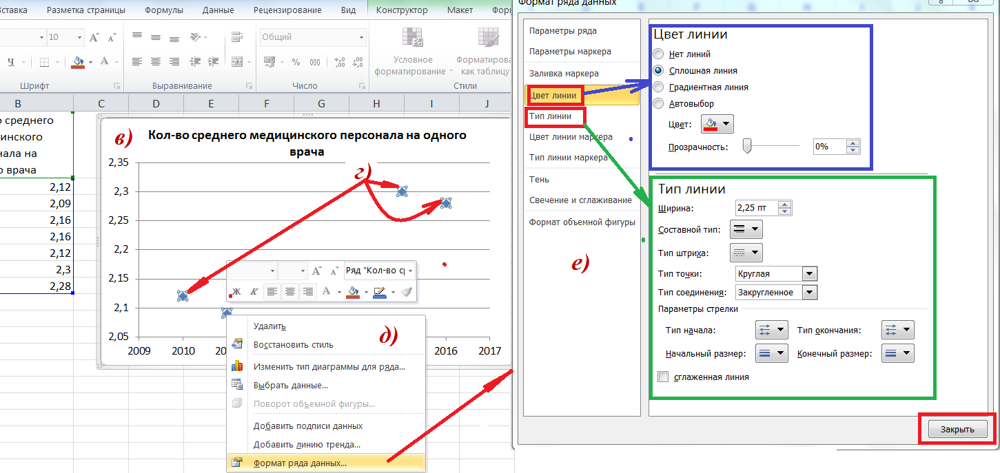 ставка Разметка страницы Формулы Данные Рецензирование Вид Конструктор Макет
10 А А
Ч А
Шрифт Выравнивание
Общий
% 000
Число
Условное
форматирование
Форматировать
как таблицу
Стили
B C D E F G H I J
о среднего
цинского
нала на
о врача
2,12
2,09
2,16
2,16
2,12
2,3
2,28
в)
Кол-во среднего медицинского персонала на одного
врача
г)
2,35
2,3
2,25
2,2
2,15
2,1
2,05
2009 2010 2016 2017
А А Ряд "Кол-во ср
Ж К А
д)
Удалить
Восстановить стиль
Изменить тип диаграммы для ряда...
Выбрать данные...
Поворот объемной фигуры...
Добавить подписи данных
Добавить линию тренда...
Формат ряда данных...
Формат ряда данных
Параметры ряда
Параметры маркера
Заливка маркера
Цвет линии
Тип линии
Цвет линии маркера
Тип линии маркера
Тень
Свечение и сглаживание
Формат объемной фигуры
е)
Цвет линии
Нет линий
Сплошная линия
Градиентная линия
Автовыбор
Цвет:
Прозрачность: 0%
Тип линии
Ширина: 2,25 пт
Составной тип:
Тип штриха:
Тип точки: Круглая
Тип соединения: Закругленное
Параметры стрелки
Тип начала: Тип окончания:
Начальный размер: Конечный размер:
сглаженная линия
Закрыть